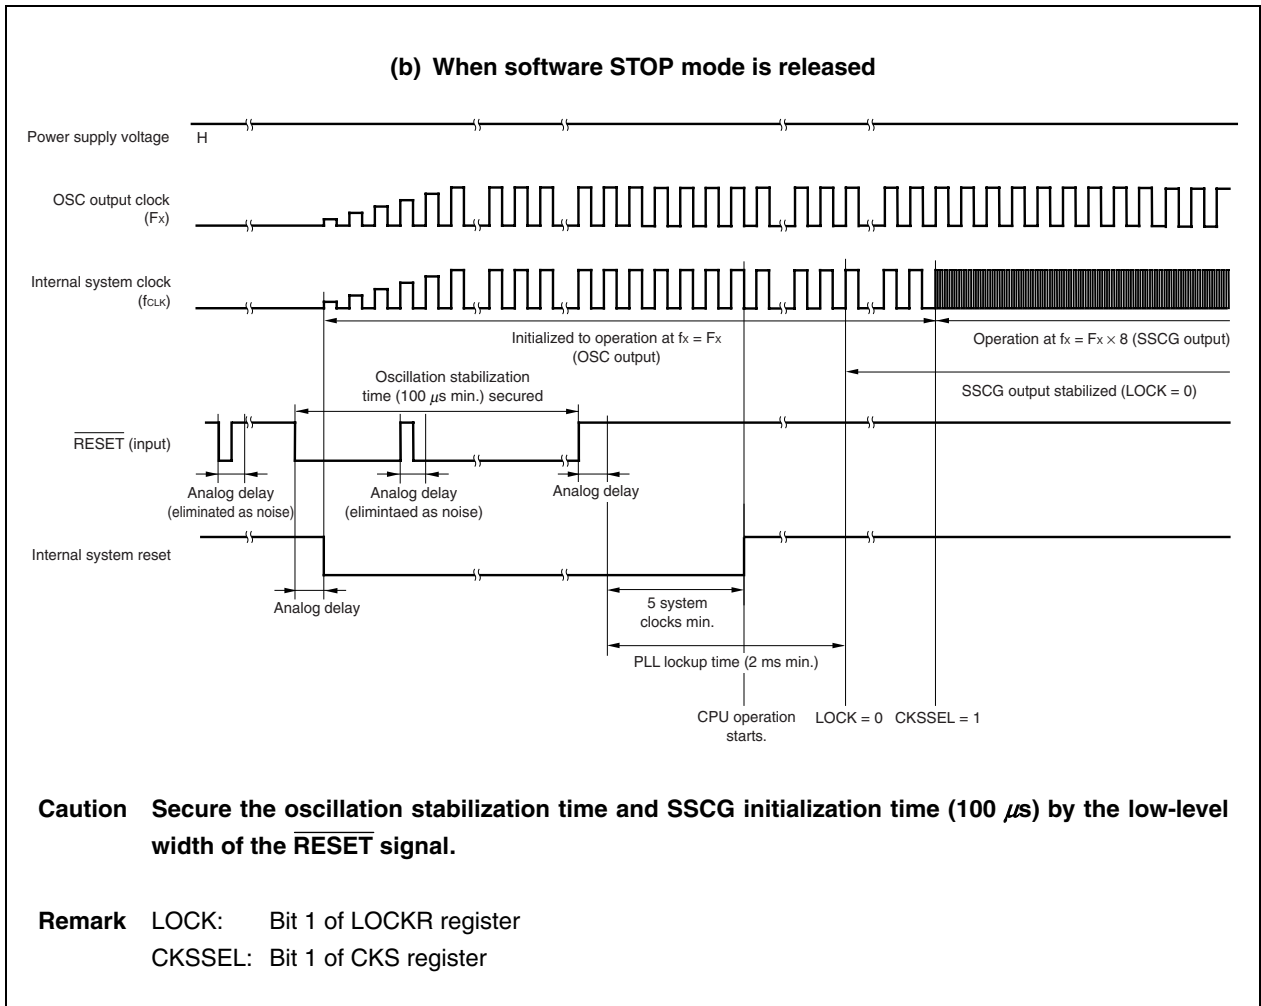 (b) When software STOP mode is released
Power supply voltage
H
OSC output clock
(Fx)
Internal system clock
(fCLK)
Initialized to operation at fx = Fx
(OSC output)
Operation at fx = Fx × 8 (SSCG output)
Oscillation stabilization
time (100 μs min.) secured
SSCG output stabilized (LOCK = 0)
RESET (input)
Analog delay
(eliminated as noise)
Analog delay
(elimintaed as noise)
Analog delay
Internal system reset
Analog delay
5 system
clocks min.
PLL lockup time (2 ms min.)
CPU operation
starts.
LOCK = 0
CKSSEL = 1
Caution Secure the oscillation stabilization time and SSCG initialization time (100 μs) by the low-level
width of the RESET signal.
Remark LOCK: Bit 1 of LOCKR register
CKSSEL: Bit 1 of CKS register